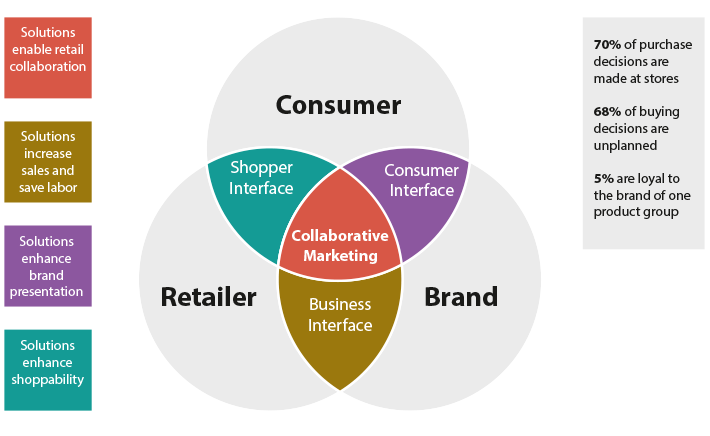 Solutions
enable retail
collaboration
Solutions
increase
sales and
save labor
Solutions
enhance
brand
presentation
Solutions
enhance
shoppability
Consumer
Shopper
Interface
Consumer
Interface
Collaborative
Marketing
Retailer
Business
Interface
Brand
70% of purchase
decisions are
made at stores
68% of buying
decisions are
unplanned
5% are loyal to
the brand of one
product group